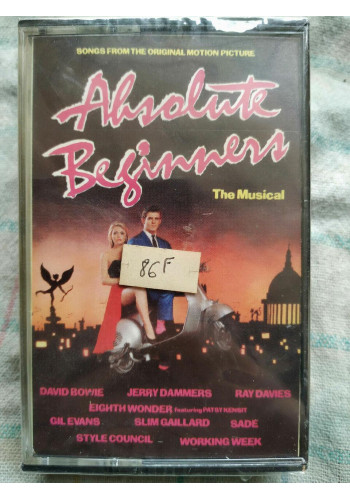 SONGS FROM THE ORIGINAL MOTION PICTURE
Absolute
Beginners
The Musical
86F
DAVID BOWIE JERRY DAMMERS RAY DAVIES
EIGHTH WONDER featuring PATSY KENSIT
GIL EVANS SLIM GAILLARD SADE
STYLE COUNCIL WORKING WEEK